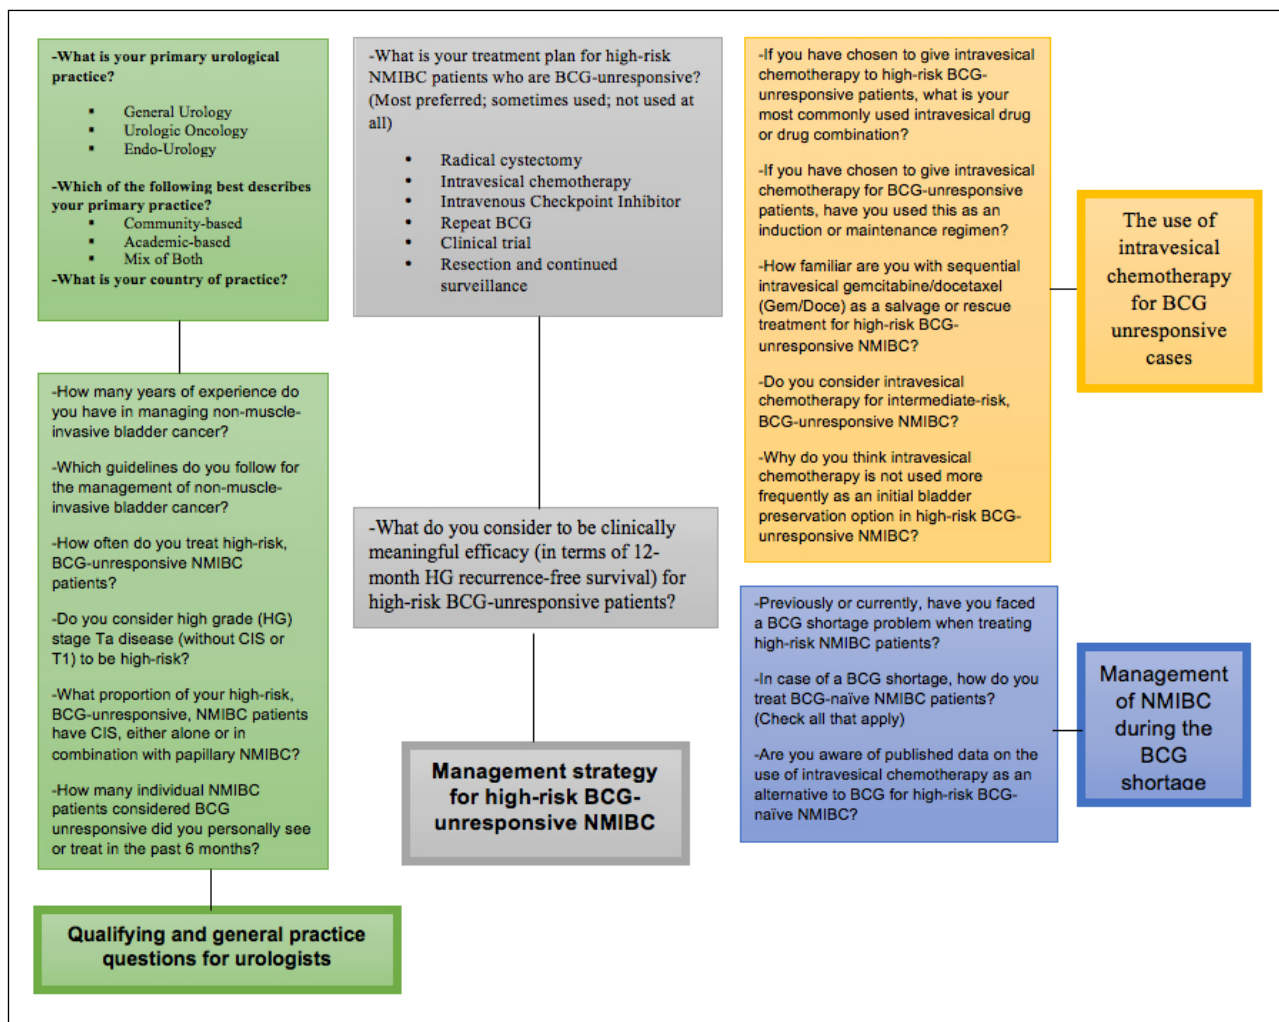 -What is your primary urological
practice?
▪ General Urology
▪ Urologic Oncology
▪ Endo-Urology
-Which of the following best describes
your primary practice?
▪ Community-based
▪ Academic-based
▪ Mix of Both
-What is your country of practice?
-How many years of experience do
you have in managing non-muscle-
invasive bladder cancer?
-Which guidelines do you follow for
the management of non-muscle-
invasive bladder cancer?
-How often do you treat high-risk,
BCG-unresponsive NMIBC
patients?
-Do you consider high grade (HG)
stage Ta disease (without CIS or
T1) to be high-risk?
-What proportion of your high-risk,
BCG-unresponsive, NMIBC patients
have CIS, either alone or in
combination with papillary NMIBC?
-How many individual NMIBC
patients considered BCG
unresponsive did you personally see
or treat in the past 6 months?
Qualifying and general practice
questions for urologists
-What is your treatment plan for high-risk
NMIBC patients who are BCG-unresponsive?
(Most preferred; sometimes used; not used at
all)
• Radical cystectomy
• Intravesical chemotherapy
• Intravenous Checkpoint Inhibitor
• Repeat BCG
• Clinical trial
• Resection and continued
surveillance
-What do you consider to be clinically
meaningful efficacy (in terms of 12-
month HG recurrence-free survival) for
high-risk BCG-unresponsive patients?
Management strategy
for high-risk BCG-
unresponsive NMIBC
-If you have chosen to give intravesical
chemotherapy to high-risk BCG-
unresponsive patients, what is your
most commonly used intravesical drug
or drug combination?
-If you have chosen to give intravesical
chemotherapy for BCG-unresponsive
patients, have you used this as an
induction or maintenance regimen?
-How familiar are you with sequential
intravesical gemcitabine/docetaxel
(Gem/Doce) as a salvage or rescue
treatment for high-risk BCG-
unresponsive NMIBC?
-Do you consider intravesical
chemotherapy for intermediate-risk,
BCG-unresponsive NMIBC?
-Why do you think intravesical
chemotherapy is not used more
frequently as an initial bladder
preservation option in high-risk BCG-
unresponsive NMIBC?
The use of
intravesical
chemotherapy
for BCG
unresponsive
cases
-Previously or currently, have you faced
a BCG shortage problem when treating
high-risk NMIBC patients?
-In case of a BCG shortage, how do you
treat BCG-naïve NMIBC patients?
(Check all that apply)
-Are you aware of published data on the
use of intravesical chemotherapy as an
alternative to BCG for high-risk BCG-
naïve NMIBC?
Management
of NMIBC
during the
BCG
shortage